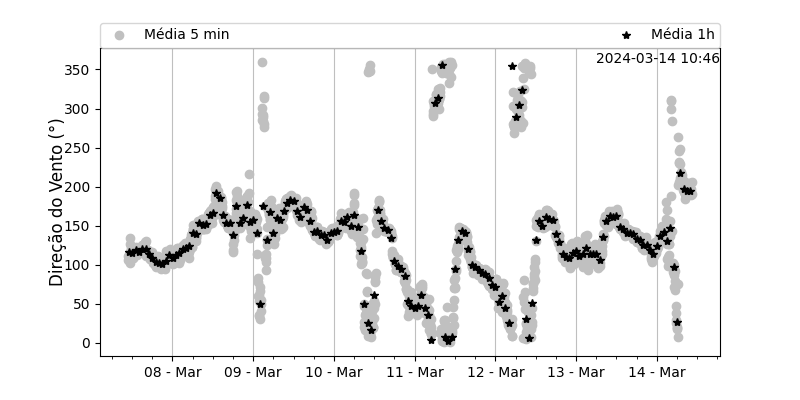 Média 5 min
Média 1h
2024-03-14 10:46
Direção do Vento (°)
350
300
250
200
150
100
50
0
08 - Mar
09 - Mar
10 - Mar
11 - Mar
12 - Mar
13 - Mar
14 - Mar